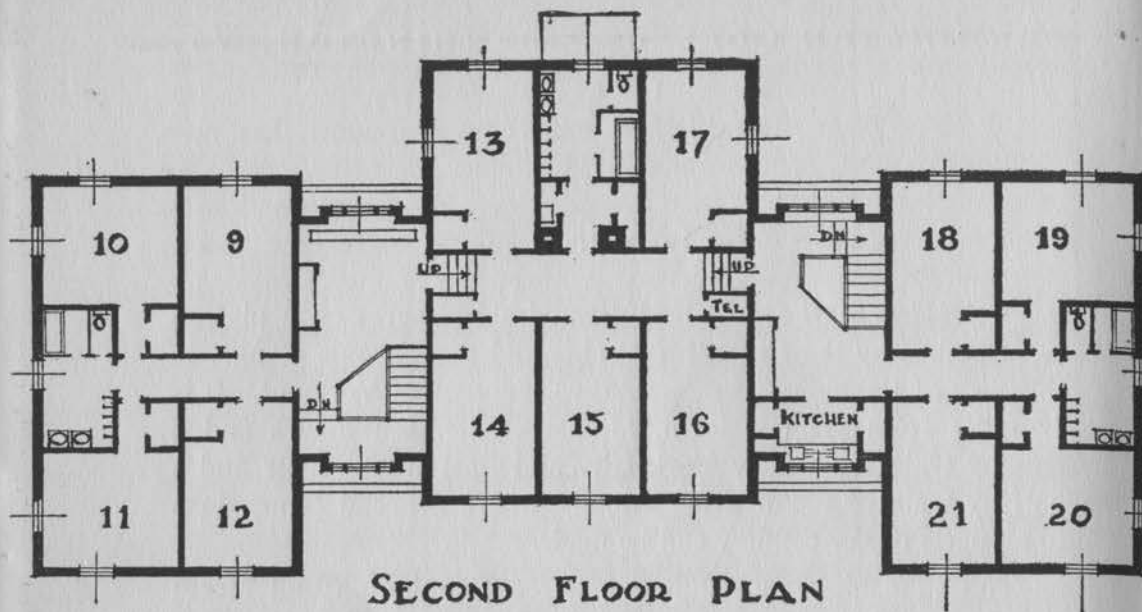 13
17
10
9
18
19
DN
UP
UP
TEL
DN
14
15
16
KITCHEN
11
12
21
20
SECOND FLOOR PLAN